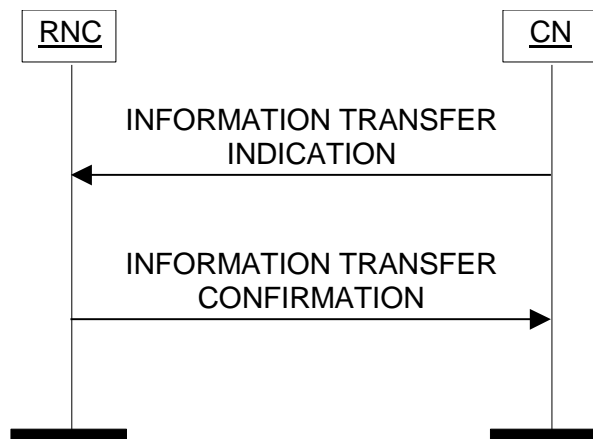 RNC
CN
INFORMATION TRANSFER
INDICATION
INFORMATION TRANSFER
CONFIRMATION